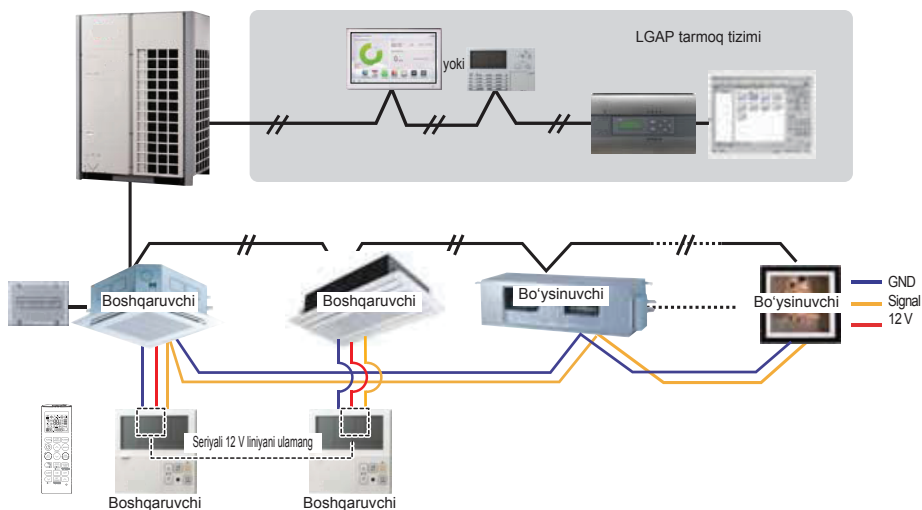 LGAP tarmoq tizimi
yoki
Boshqaruvchi
Boshqaruvchi
Bo‘ysinuvchi
Bo‘ysinuvchi
GND
Signal
12 V
Seriyali 12 V liniyani ulamang
Boshqaruvchi
Boshqaruvchi